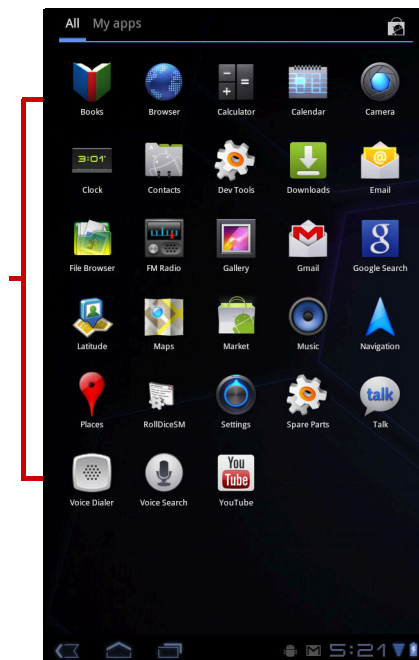 All My apps
Books Browser Calculator Calendar Camera
3:01
Clock Contacts Dev Tools Downloads Email
File Browser FM Radio Gallery Gmail Google Search
Latitude Maps Market Music Navigation
talk
Places RollDiceSM Settings Spare Parts Talk
You
Tube
Voice Dialer Voice Search YouTube
5:21